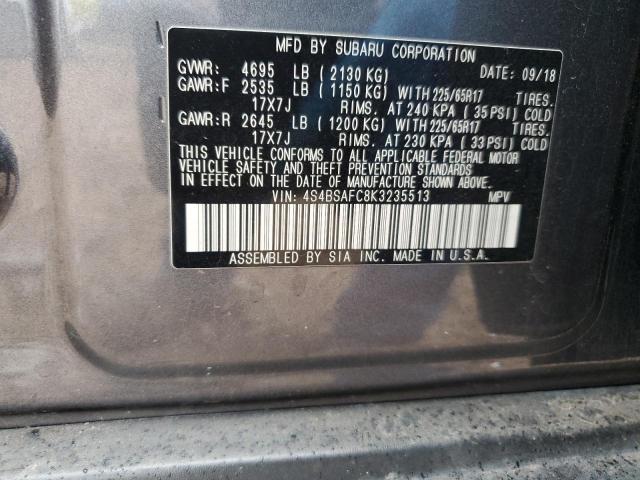 MFD BY SUBARU CORPORATION
GVWR: 4695 LB ( 2130 KG) DATE: 09/18
GAWR:F 2535 LB ( 1150 KG) WITH 225/65R17 TIRES.
17X7J RIMS. AT 240 KPA ( 35 PSI) COLD
GAWR:R 2645 LB ( 1200 KG) WITH 225/65R17 TIRES.
17X7J RIMS. AT 230 KPA ( 33 PSI) COLD
THIS VEHICLE CONFORMS TO ALL APPLICABLE FEDERAL MOTOR
VEHICLE SAFETY AND THEFT PREVENTION STANDARDS
IN EFFECT ON THE DATE OF MANUFACTURE SHOWN ABOVE.
VIN: 4S4BSAFC8K3235513 MPV
ASSEMBLED BY SIA INC. MADE IN U.S.A.